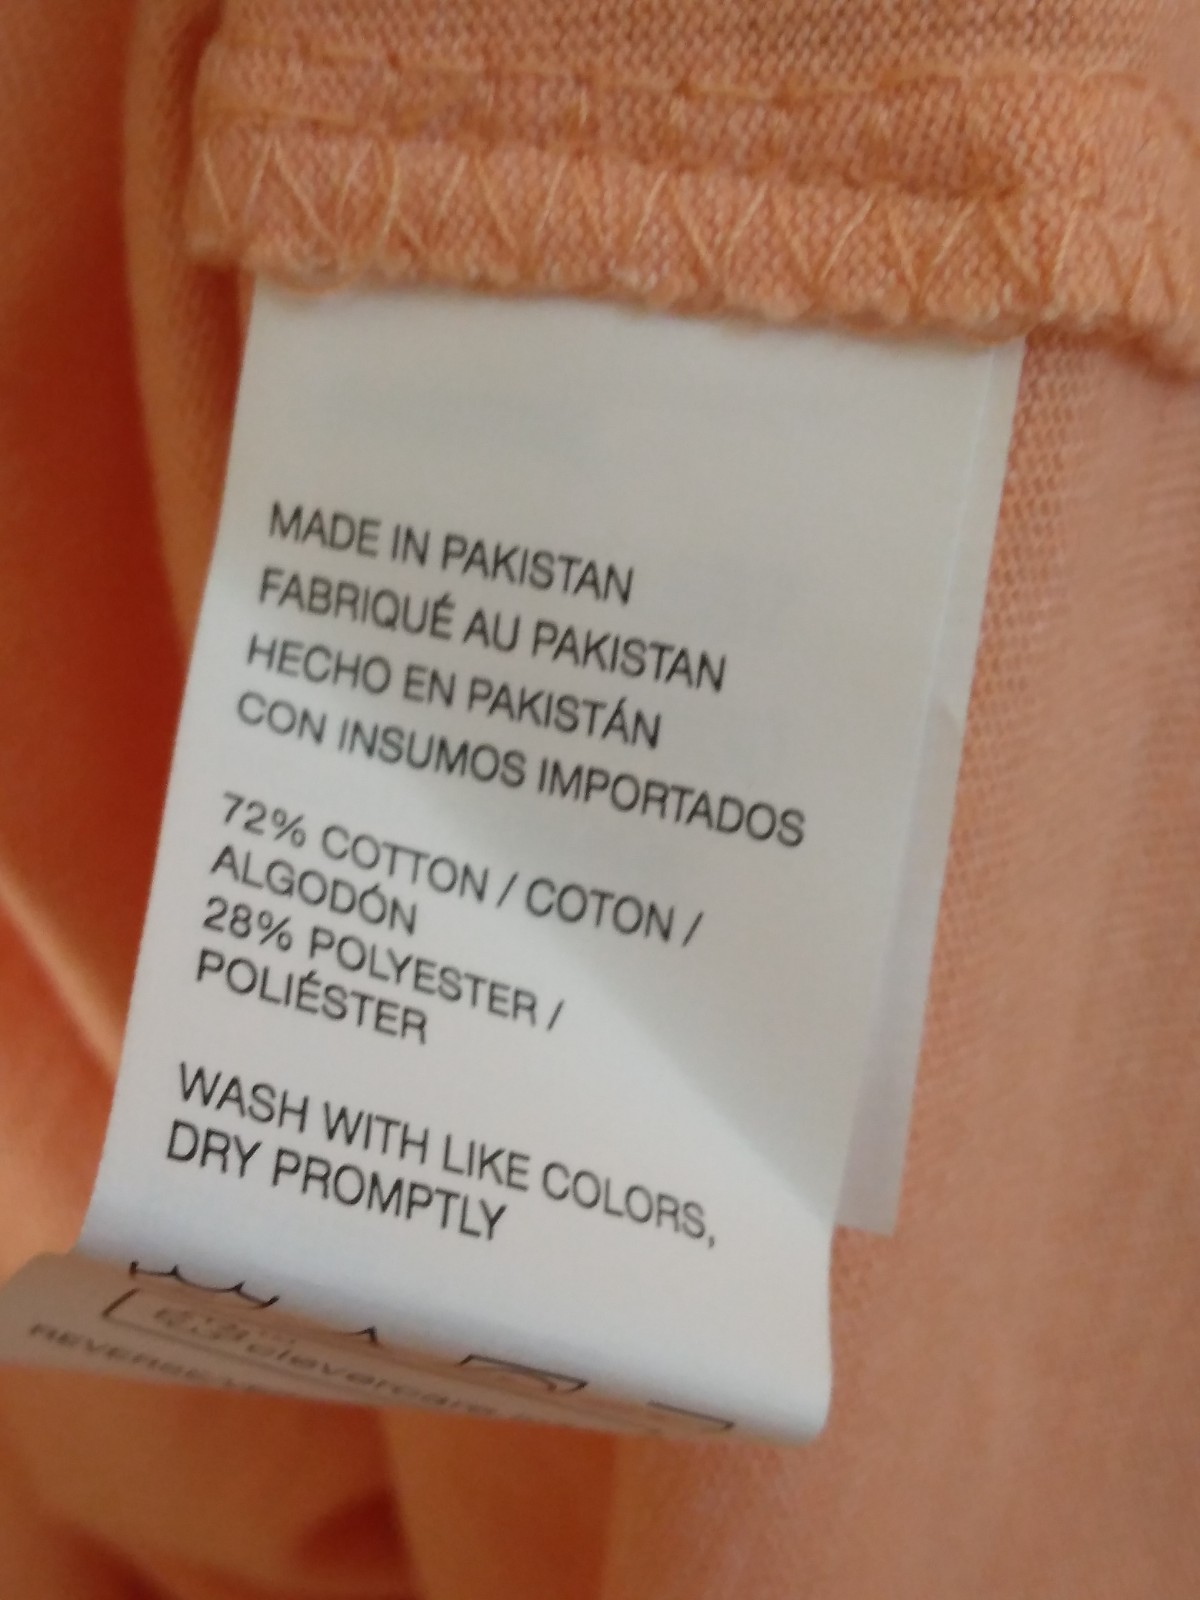 MADE IN PAKISTAN
FABRIQUÉ AU PAKISTAN
HECHO EN PAKISTÁN
CON INSUMOS IMPORTADOS
72% COTTON / COTON /
ALGODÓN
28% POLYESTER /
POLIÉSTER
WASH WITH LIKE COLORS,
DRY PROMPTLY
clevercare